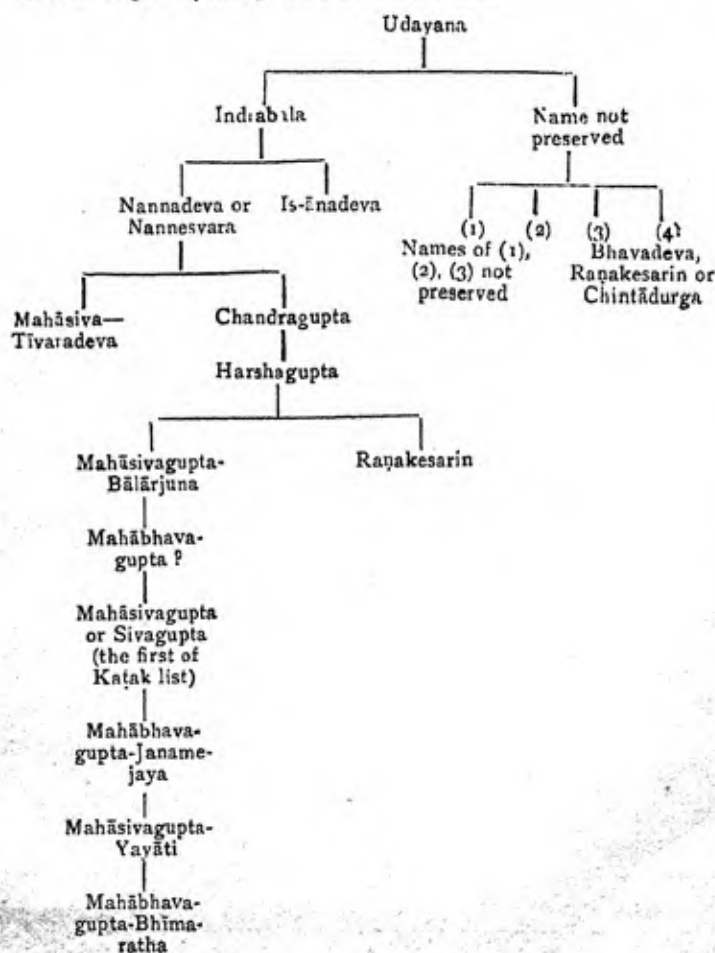 Udayana
Indrabala
Name not
preserved
Nannadeva or
Nannesvara
Is-ānadeva
(1) (2) (3) (4)
Names of (1),
(2), (3) not
preserved
Bhavadeva,
Raṇakesarin or
Chintādurga
Mahāsiva—
Tīvaradeva
Chandragupta
Harshagupta
Mahāsivagupta-
Bālārjuna
Raṇakesarin
Mahābhava-
gupta ?
Mahāsivagupta
or Sivagupta
(the first of
Kaṭak list)
Mahābhava-
gupta-Janame-
jaya
Mahāsivagupta-
Yayāti
Mahābhava-
gupta-Bhīma-
ratha